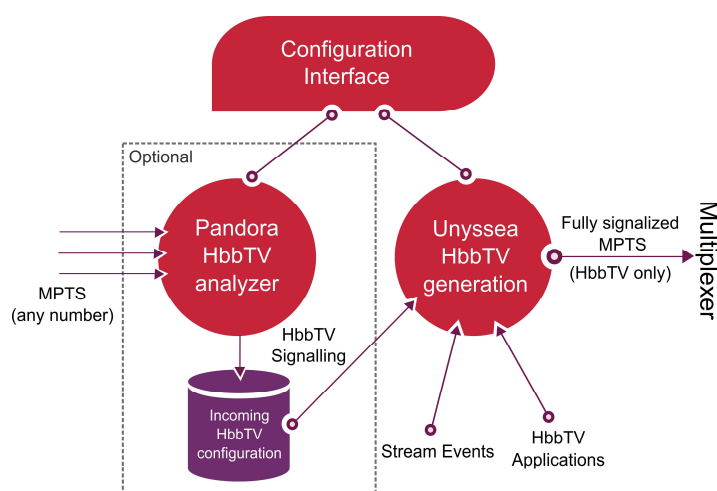 Configuration
Interface
Optional
Pandora
HbbTV
analyzer
MPTS
(any number)
HbbTV
Signalling
Incoming
HbbTV
configuration
Unyssea
HbbTV
generation
Fully signalized
MPTS
(HbbTV only)
Multiplexer
Stream Events
HbbTV
Applications